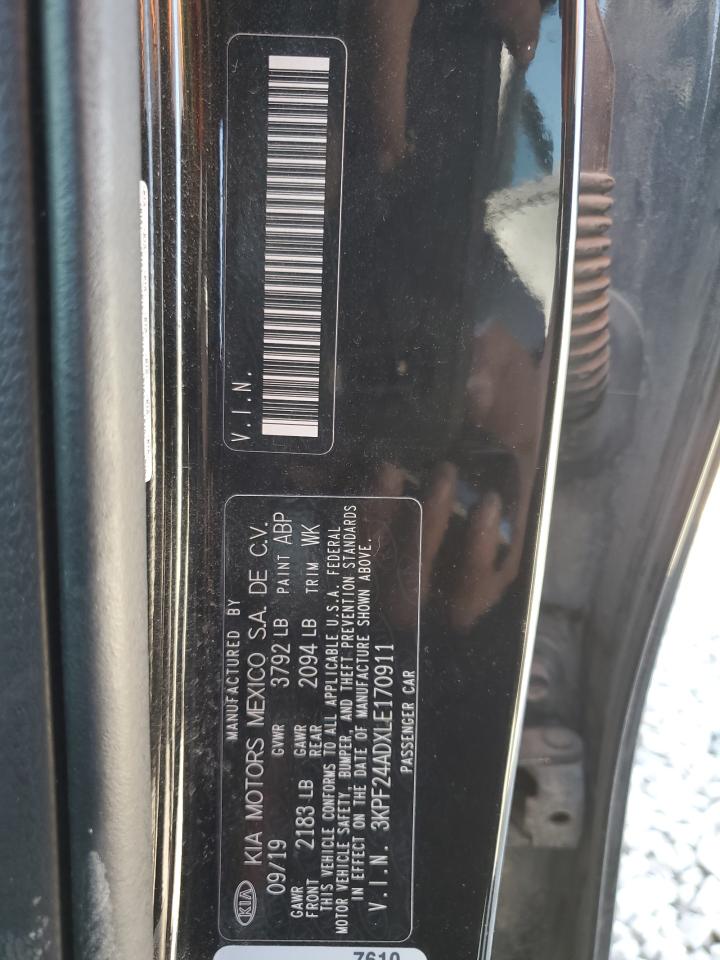 V.I.N.
KIA
MANUFACTURED BY
KIA MOTORS MEXICO S.A. DE C.V.
09/19 GVWR 3792 LB PAINT ABP
GAWR FRONT 2183 LB GAWR REAR 2094 LB TRIM WK
THIS VEHICLE CONFORMS TO ALL APPLICABLE U.S.A. FEDERAL
MOTOR VEHICLE SAFETY, BUMPER, AND THEFT PREVENTION STANDARDS
IN EFFECT ON THE DATE OF MANUFACTURE SHOWN ABOVE.
V.I.N. 3KPF24ADXLE170911
PASSENGER CAR
7610